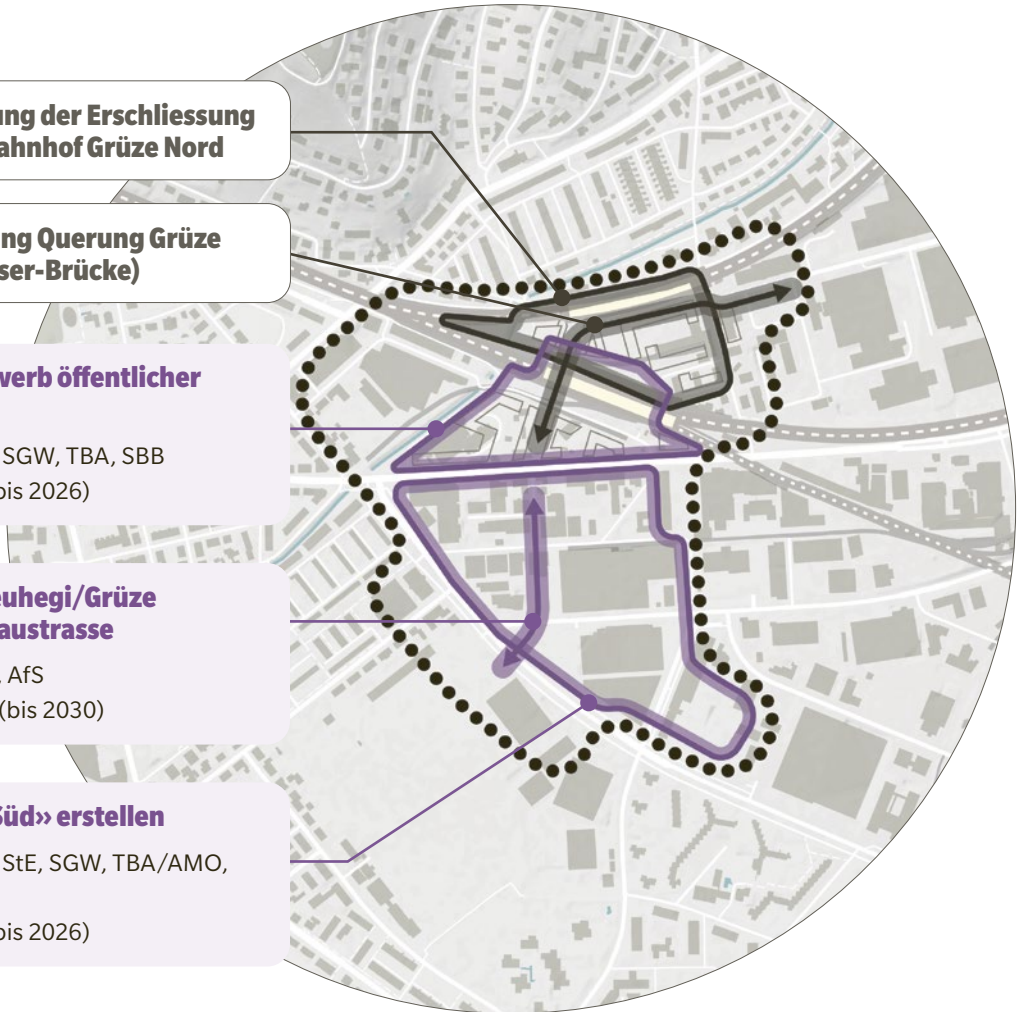 ung der Erschliessung
ahnhof Grüze Nord
ng Querung Grüze
ser-Brücke)
werb öffentlicher
SGW, TBA, SBB
bis 2026)
euhegi/Grüze
austrasse
, AfS
(bis 2030)
Süd» erstellen
StE, SGW, TBA/AMO,
bis 2026)